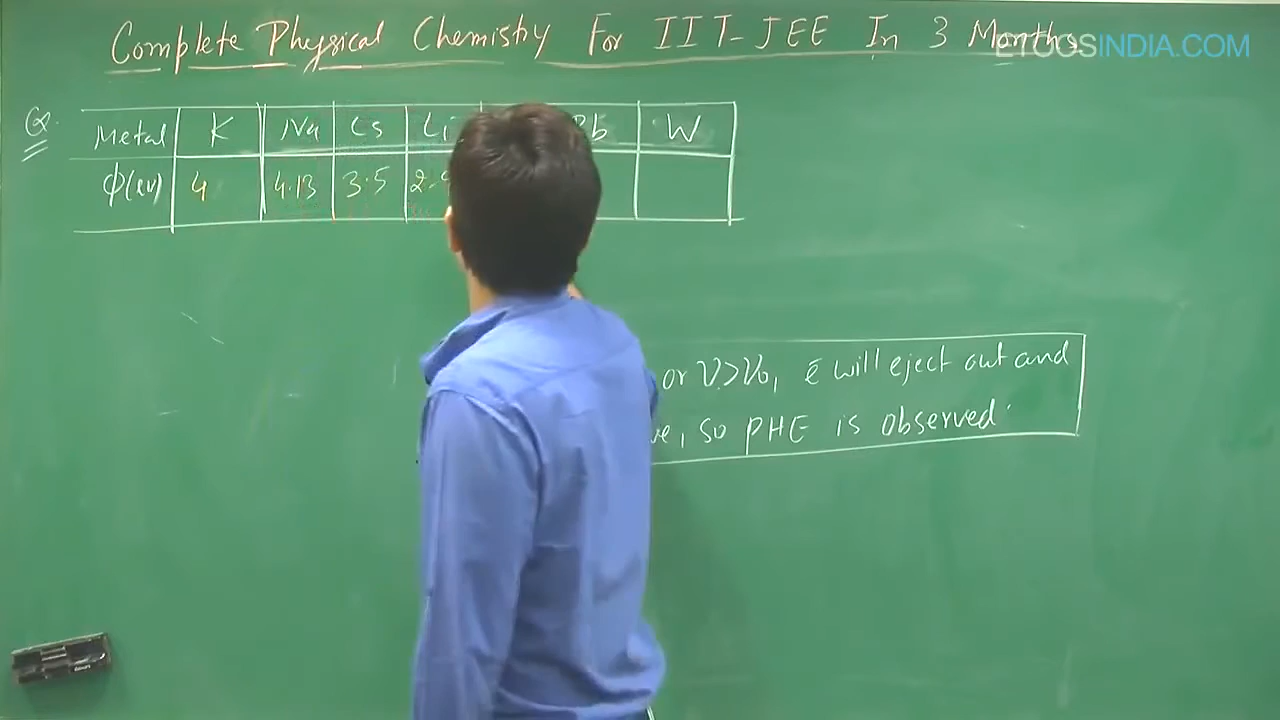 Complete Physical Chemistry For IIT-JEE In 3 Months
ETOOSINDIA.COM
Q. Metal K Na Cs Li W
ϕ(ev) 4 4.13 3.5
or ν>ν₀, ē will eject out and
so PHE is observed.